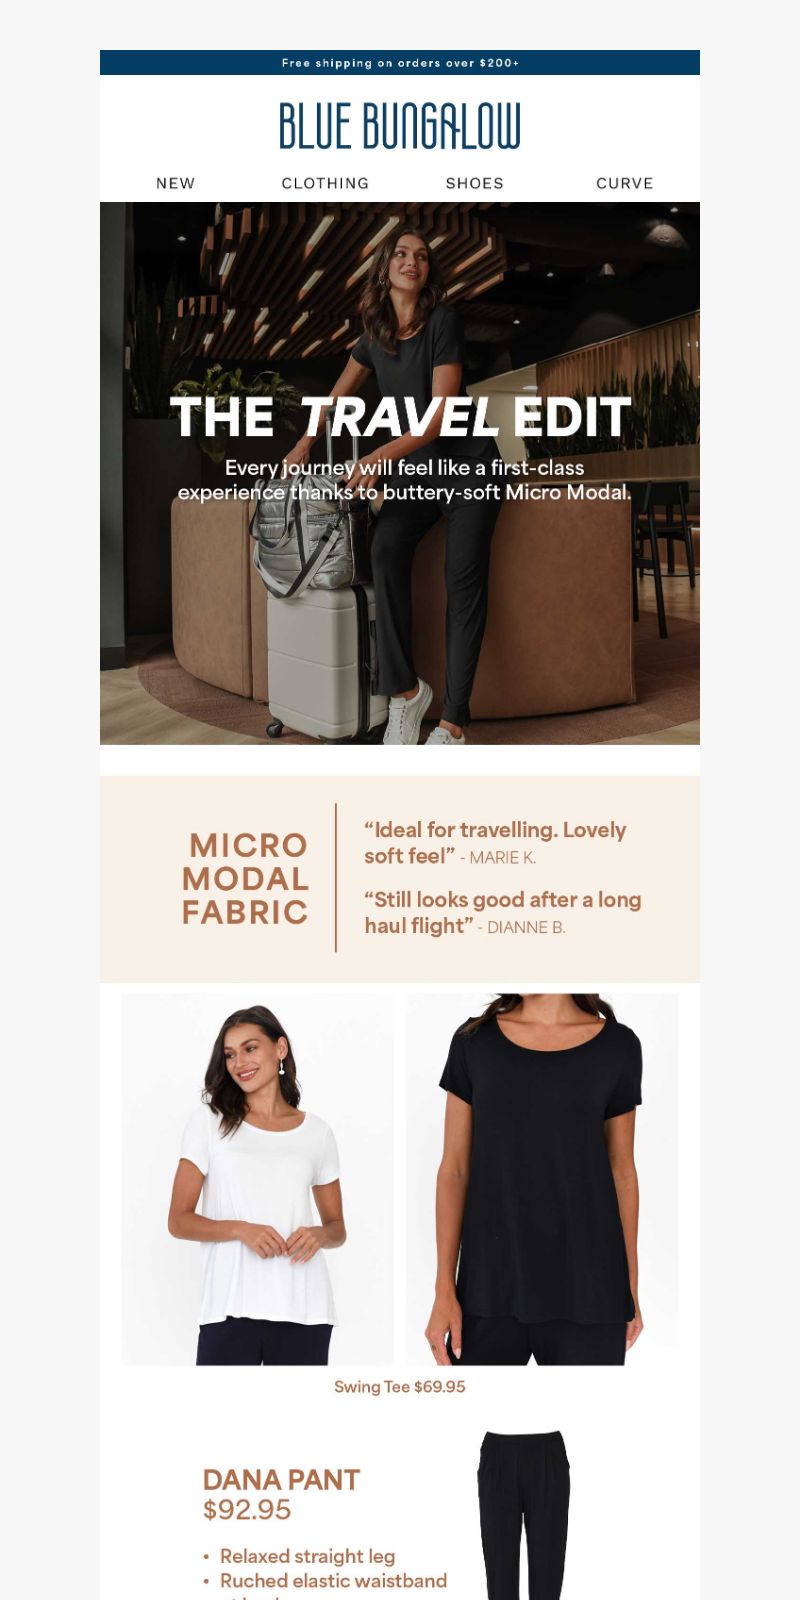 Free shipping on orders over $200+
BLUE BUNGALOW
NEW CLOTHING SHOES CURVE
THE TRAVEL EDIT
Every journey will feel like a first-class
experience thanks to buttery-soft Micro Modal.
MICRO
MODAL
FABRIC
“Ideal for travelling. Lovely
soft feel” - MARIE K.
“Still looks good after a long
haul flight” - DIANNE B.
Swing Tee $69.95
DANA PANT
$92.95
• Relaxed straight leg
• Ruched elastic waistband